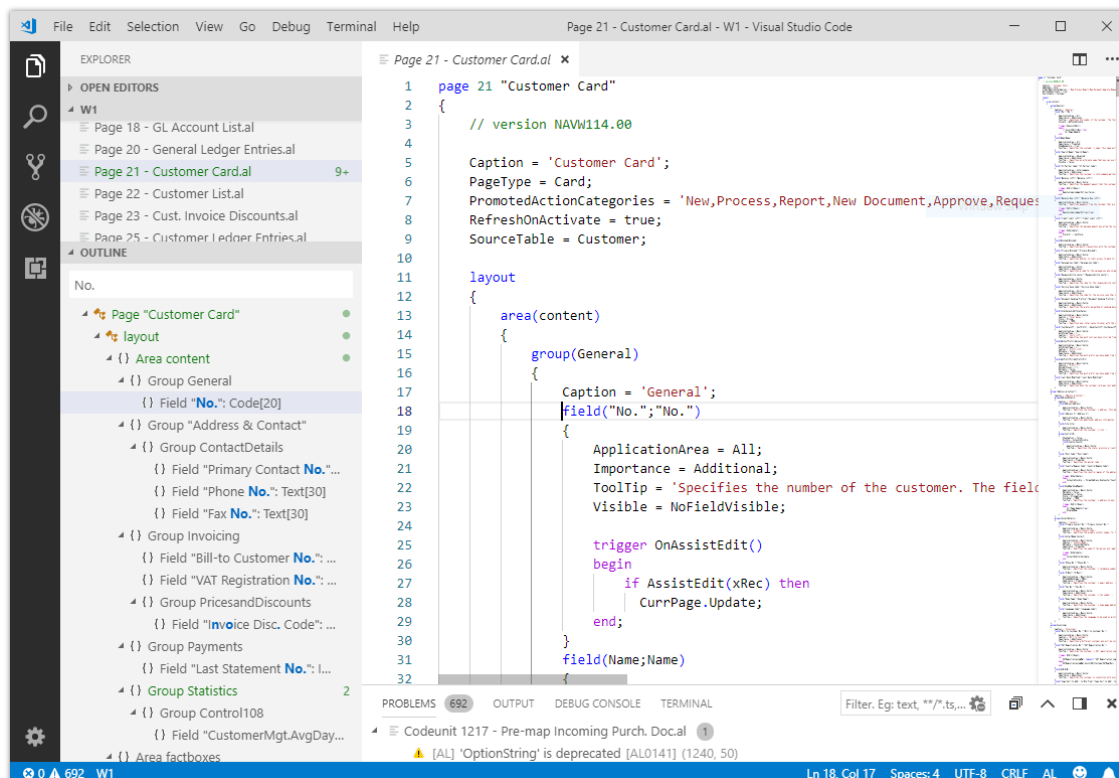 File Edit Selection View Go Debug Terminal Help
Page 21 - Customer Card.al - W1 - Visual Studio Code
EXPLORER
OPEN EDITORS
W1
Page 18 - GL Account List.al
Page 20 - General Ledger Entries.al
Page 21 - Customer Card.al 9+
Page 22 - Customer List.al
Page 23 - Cust. Invoice Discounts.al
Page 25 - Customer Ledger Entries.al
OUTLINE
No.
Page "Customer Card"
layout
{} Area content
{} Group General
{} Field "No.": Code[20]
{} Group "Address & Contact"
{} Group ContactDetails
{} Field "Primary Contact No."...
{} Field "Phone No.": Text[30]
{} Field "Fax No.": Text[30]
{} Group Invoicing
{} Field "Bill-to Customer No.": ...
{} Field "VAT Registration No.": ...
{} Group PricesandDiscounts
{} Field "Invoice Disc. Code": ...
{} Group Payments
{} Field "Last Statement No.": I...
{} Group Statistics 2
{} Group Control108
{} Field "CustomerMgt.AvgDay...
{} Area factboxes
Page 21 - Customer Card.al
1 page 21 "Customer Card"
2 {
3 // version NAVW114.00
4
5 Caption = 'Customer Card';
6 PageType = Card;
7 PromotedActionCategories = 'New,Process,Report,New Document,Approve,Reques
8 RefreshOnActivate = true;
9 SourceTable = Customer;
10
11 layout
12 {
13 area(content)
14 {
15 group(General)
16 {
17 Caption = 'General';
18 field("No.";"No.")
19 {
20 ApplicationArea = All;
21 Importance = Additional;
22 ToolTip = 'Specifies the number of the customer. The field
23 Visible = NoFieldVisible;
24
25 trigger OnAssistEdit()
26 begin
27 if AssistEdit(xRec) then
28 CurrPage.Update;
29 end;
30 }
31 field(Name;Name)
32 {
PROBLEMS 692 OUTPUT DEBUG CONSOLE TERMINAL
Filter. Eg: text, **/*.ts,...
Codeunit 1217 - Pre-map Incoming Purch. Doc.al 1
[AL] 'OptionString' is deprecated [AL0141] (1240, 50)
0 692 W1
Ln 18, Col 17 Spaces: 4 UTF-8 CRLF AL